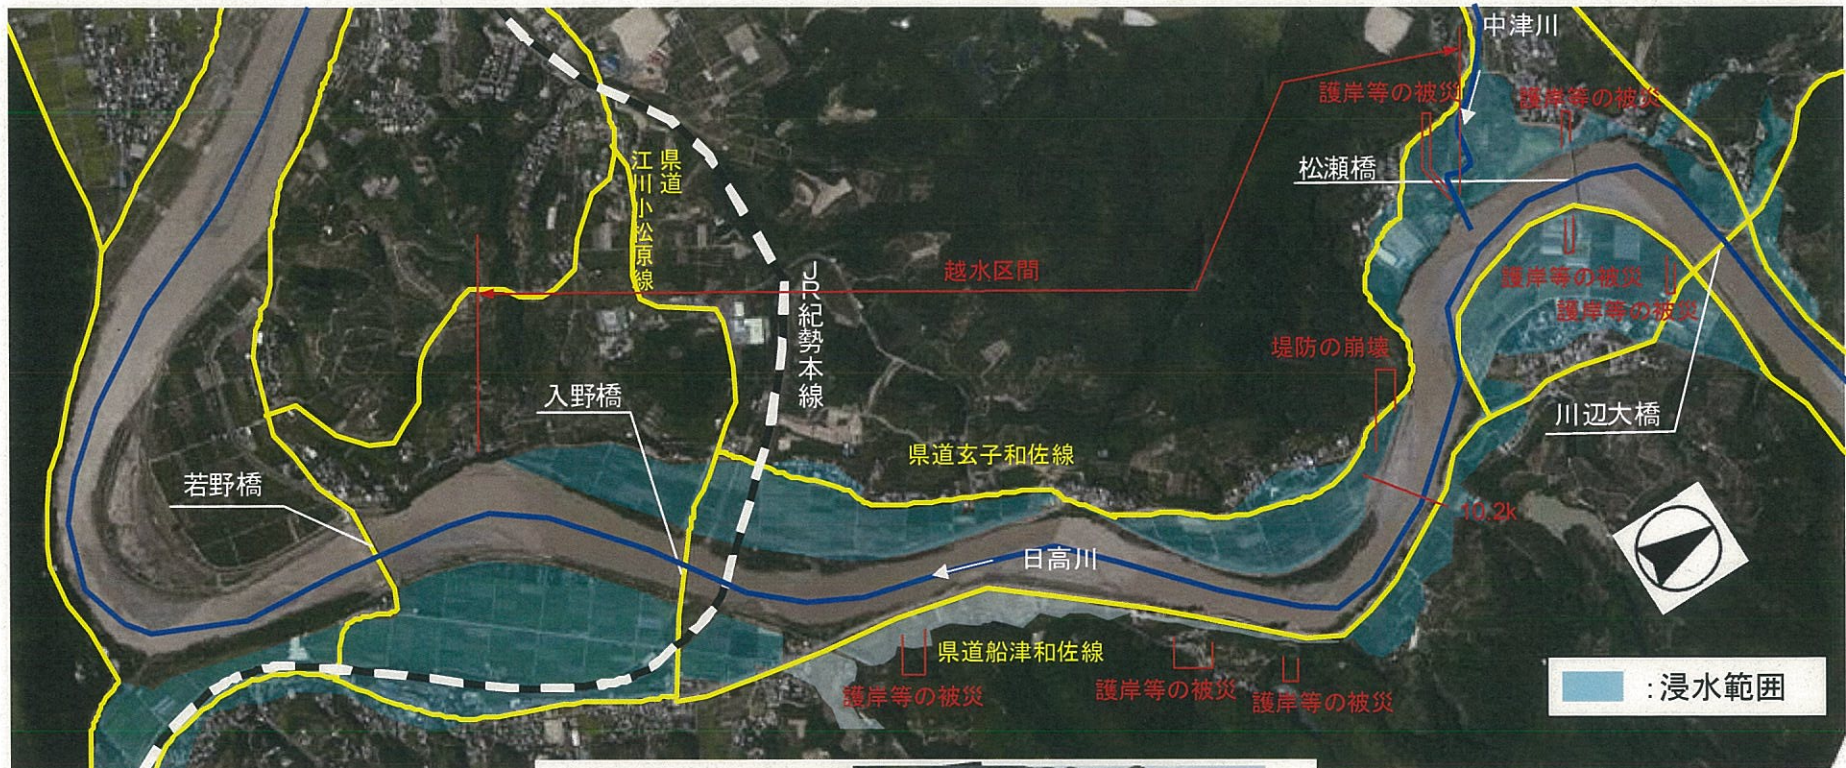 中津川
護岸等の被災
護岸等の被災
松瀬橋
県道
江川小松原線
越水区間
護岸等の被災
護岸等の被災
JR紀勢本線
堤防の崩壊
入野橋
川辺大橋
県道玄子和佐線
若野橋
10.2k
日高川
県道船津和佐線
護岸等の被災
護岸等の被災
護岸等の被災
:浸水範囲